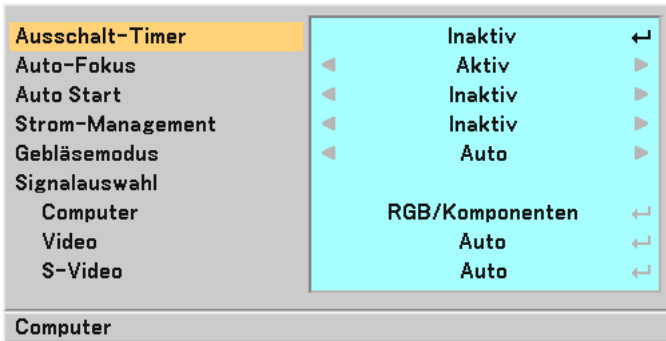 Ausschalt-Timer Inaktiv
Auto-Fokus Aktiv
Auto Start Inaktiv
Strom-Management Inaktiv
Gebläsemodus Auto
Signalauswahl
Computer RGB/Komponenten
Video Auto
S-Video Auto
Computer